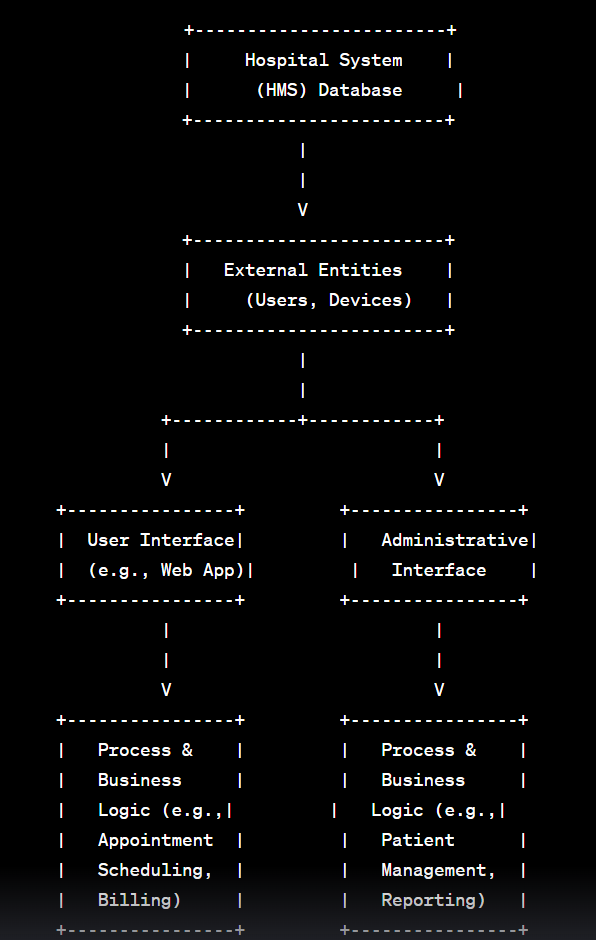 +------------------------+
|     Hospital System    |
|      (HMS) Database     |
+------------------------+
|
|
V
+------------------------+
|   External Entities    |
|     (Users, Devices)   |
+------------------------+
|
|
+------------+------------+
|                         |
V                         V
+----------------+         +----------------+
|  User Interface|         |   Administrative|
|  (e.g., Web App)|         |   Interface    |
+----------------+         +----------------+
|                         |
|                         |
V                         V
+----------------+         +----------------+
|   Process &    |         |   Process &    |
|   Business     |         |   Business     |
|   Logic (e.g.,|         |   Logic (e.g.,|
|   Appointment  |         |   Patient      |
|   Scheduling,  |         |   Management,  |
|   Billing)     |         |   Reporting)   |
+----------------+         +----------------+